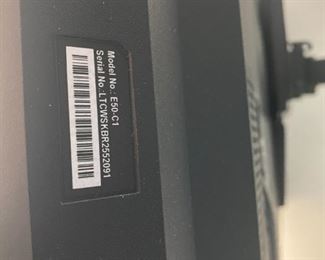 Model No.: E50-C1
Serial No.: LTCWSKBR2552091